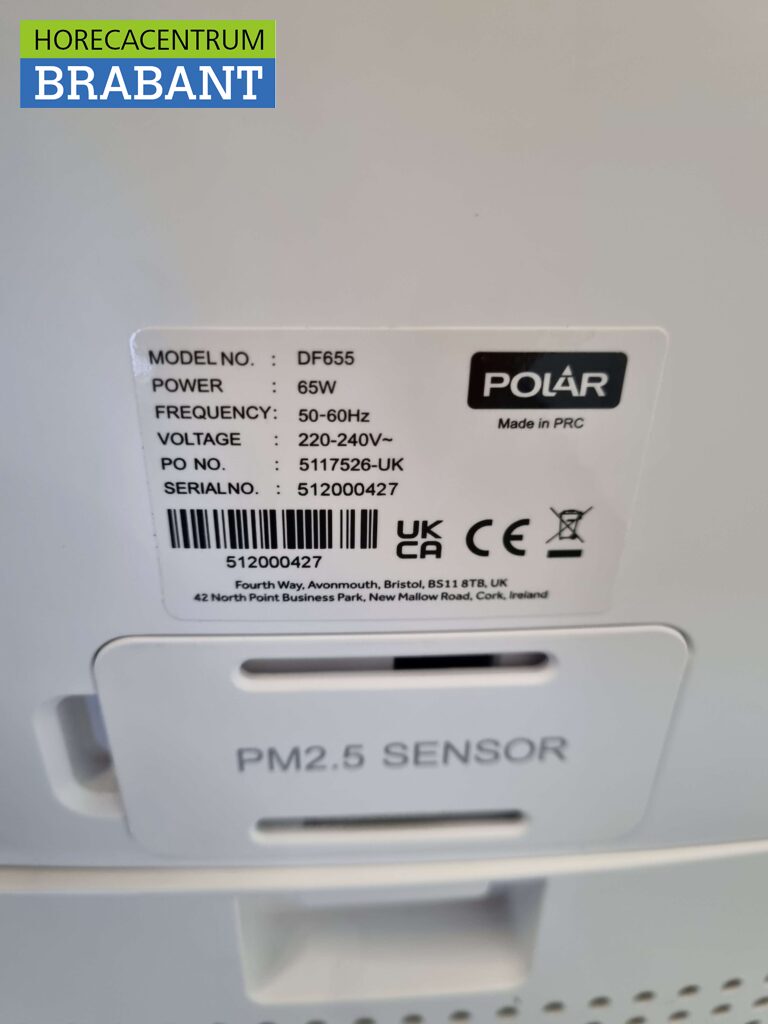 HORECACENTRUM
BRABANT
MODEL NO. : DF655
POWER : 65W
FREQUENCY: 50-60Hz
VOLTAGE : 220-240V~
PO NO. : 5117526-UK
SERIALNO. : 512000427
POLAR
Made in PRC
512000427
UK
CA
CE
Fourth Way, Avonmouth, Bristol, BS11 8TB, UK
42 North Point Business Park, New Mallow Road, Cork, Ireland
PM2.5 SENSOR